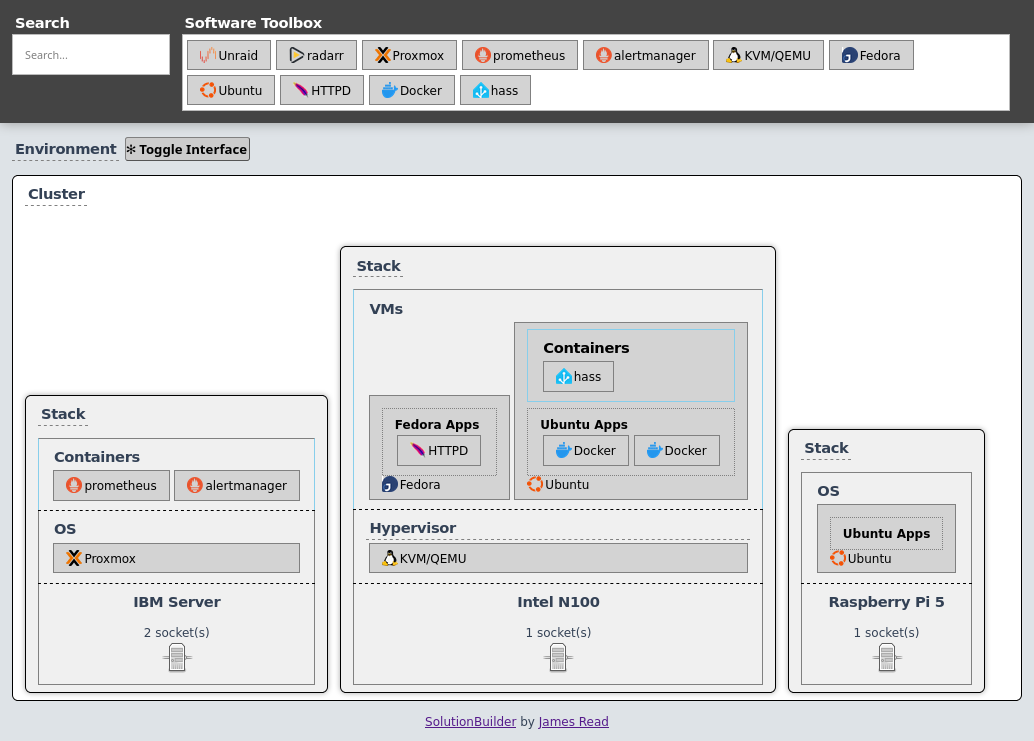 Search
Software Toolbox
Search...
Unraid radarr Proxmox prometheus alertmanager KVM/QEMU Fedora
Ubuntu HTTPD Docker hass
Environment ✻ Toggle Interface
Cluster
Stack
Containers
prometheus alertmanager
OS
Proxmox
IBM Server
2 socket(s)
Stack
VMs
Fedora Apps
HTTPD
Fedora
Containers
hass
Ubuntu Apps
Docker Docker
Ubuntu
Hypervisor
KVM/QEMU
Intel N100
1 socket(s)
Stack
OS
Ubuntu Apps
Ubuntu
Raspberry Pi 5
1 socket(s)
SolutionBuilder by James Read